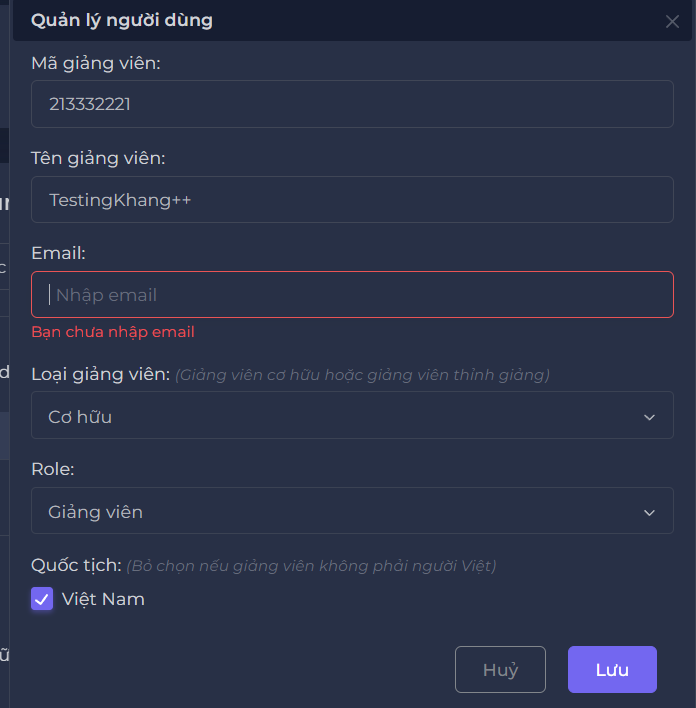 Quản lý người dùng
Mã giảng viên:
213332221
Tên giảng viên:
TestingKhang++
Email:
Nhập email
Bạn chưa nhập email
Loại giảng viên: (Giảng viên cơ hữu hoặc giảng viên thỉnh giảng)
Cơ hữu
Role:
Giảng viên
Quốc tịch: (Bỏ chọn nếu giảng viên không phải người Việt)
Việt Nam
Huỷ Lưu